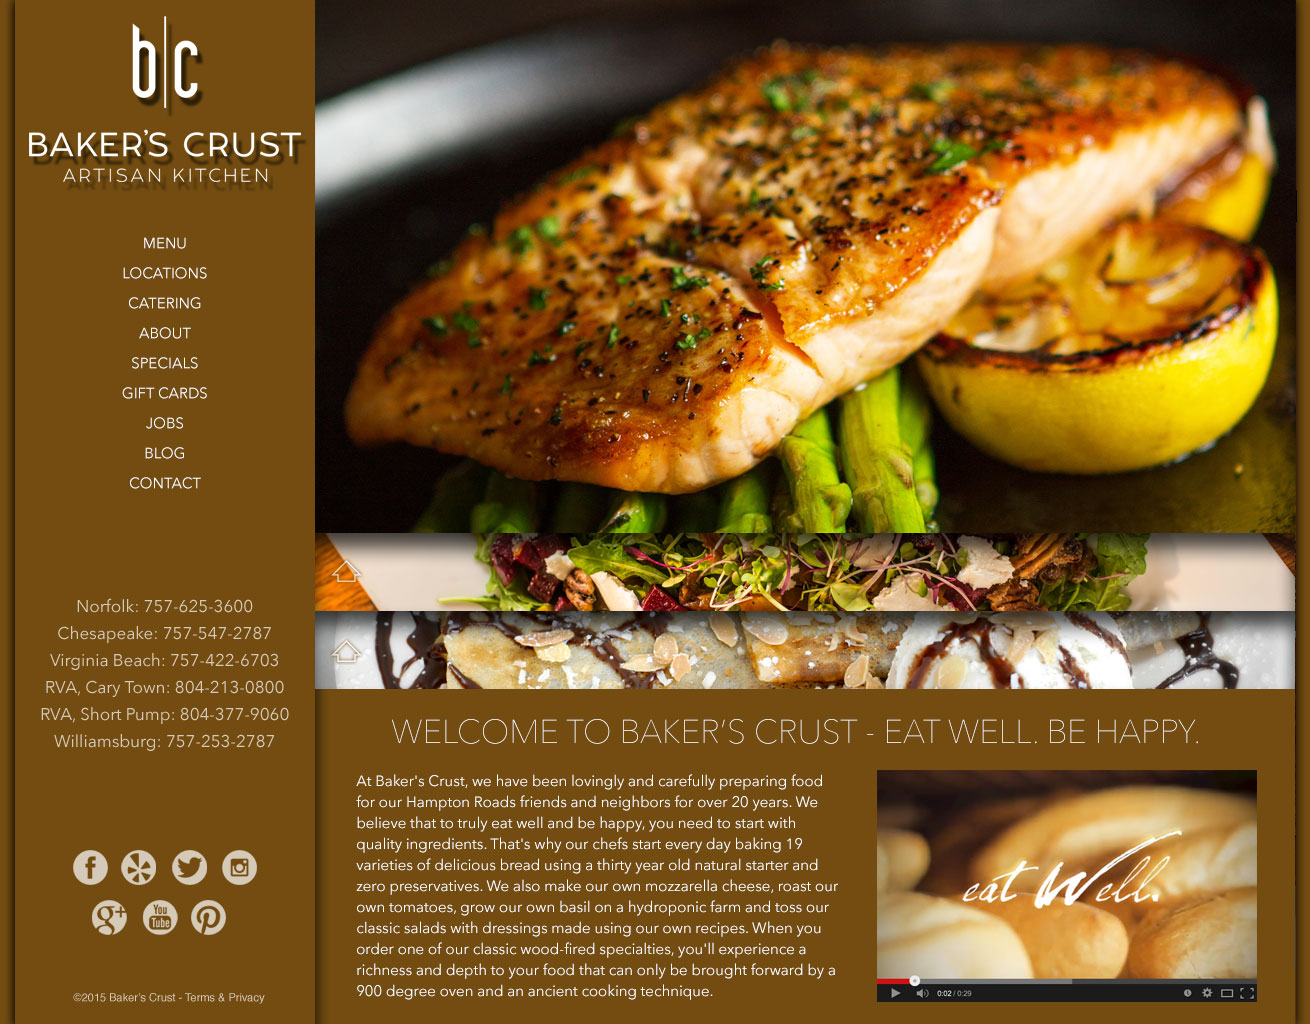 b|c
BAKER'S CRUST
ARTISAN KITCHEN
MENU
LOCATIONS
CATERING
ABOUT
SPECIALS
GIFT CARDS
JOBS
BLOG
CONTACT
Norfolk: 757-625-3600
Chesapeake: 757-547-2787
Virginia Beach: 757-422-6703
RVA, Cary Town: 804-213-0800
RVA, Short Pump: 804-377-9060
Williamsburg: 757-253-2787
f
g+
You
Tube
©2015 Baker's Crust - Terms & Privacy
WELCOME TO BAKER'S CRUST - EAT WELL. BE HAPPY.
At Baker's Crust, we have been lovingly and carefully preparing food
for our Hampton Roads friends and neighbors for over 20 years. We
believe that to truly eat well and be happy, you need to start with
quality ingredients. That's why our chefs start every day baking 19
varieties of delicious bread using a thirty year old natural starter and
zero preservatives. We also make our own mozzarella cheese, roast our
own tomatoes, grow our own basil on a hydroponic farm and toss our
classic salads with dressings made using our own recipes. When you
order one of our classic wood-fired specialties, you'll experience a
richness and depth to your food that can only be brought forward by a
900 degree oven and an ancient cooking technique.
eat Well.
0:02 / 0:29